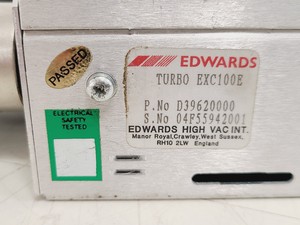 PASSED
EDWARDS
TURBO EXC100E
P.No D39620000
S.No 04F55942001
EDWARDS HIGH VAC INT.
Manor Royal,Crawley,West Sussex,
RH10 2LW England
ELECTRICAL
SAFETY
TESTED